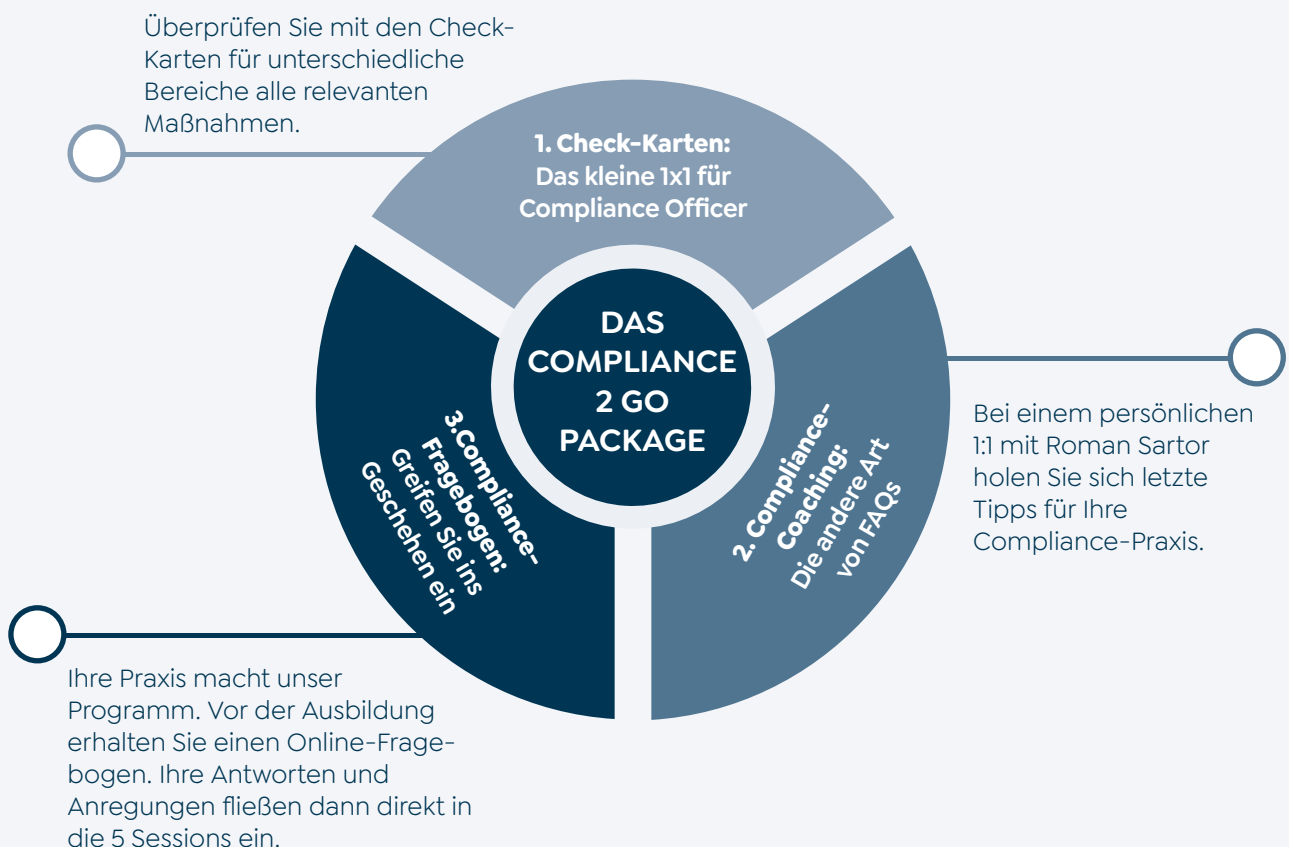 Überprüfen Sie mit den Check-
Karten für unterschiedliche
Bereiche alle relevanten
Maßnahmen.
1. Check-Karten:
Das kleine 1x1 für
Compliance Officer
DAS
COMPLIANCE
2 GO
PACKAGE
2. Compliance-
Coaching:
Die andere Art
von FAQs
Bei einem persönlichen
1:1 mit Roman Sartor
holen Sie sich letzte
Tipps für Ihre
Compliance-Praxis.
3.Compliance-
Fragebogen:
Greifen Sie ins
Geschehen ein
Ihre Praxis macht unser
Programm. Vor der Ausbildung
erhalten Sie einen Online-Frage-
bogen. Ihre Antworten und
Anregungen fließen dann direkt in
die 5 Sessions ein.